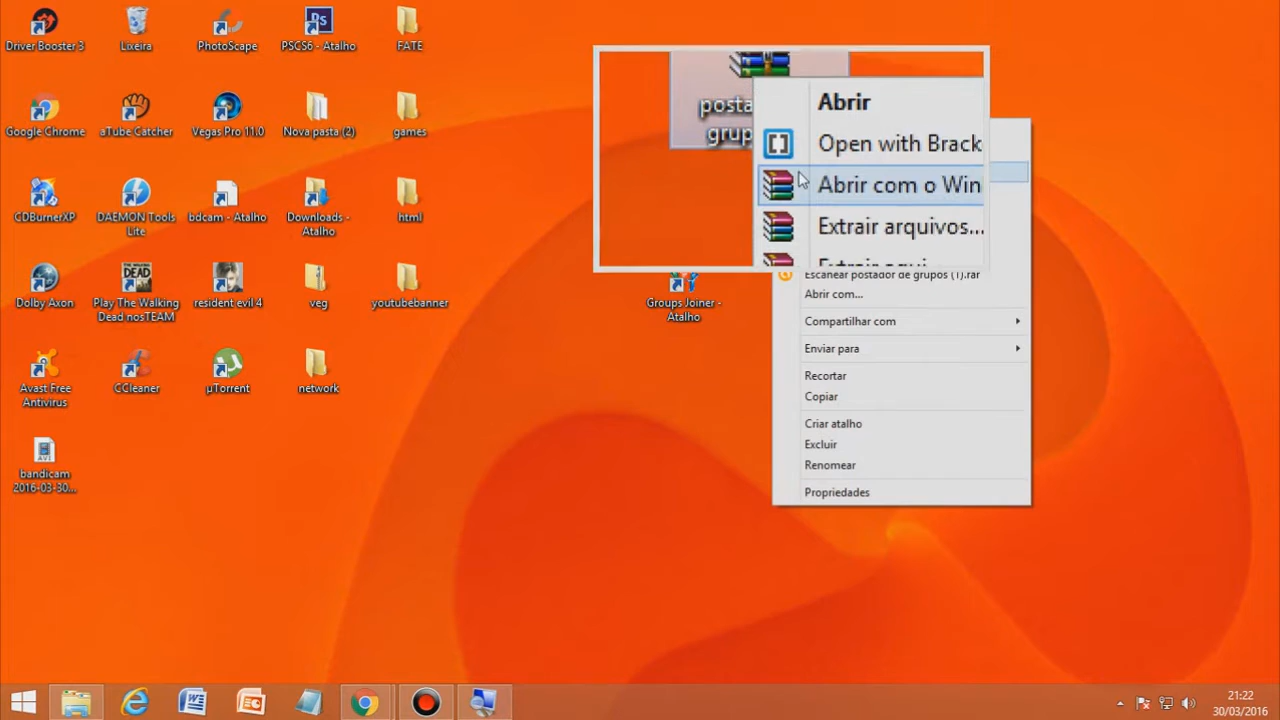 Driver Booster 3
Lixeira
PhotoScape
PSCS6 - Atalho
FATE
Google Chrome
aTube Catcher
Vegas Pro 11.0
Nova pasta (2)
games
CDBurnerXP
DAEMON Tools
Lite
bdcam - Atalho
Downloads -
Atalho
html
Dolby Axon
Play The Walking
Dead nosTEAM
resident evil 4
veg
youtubebanner
Avast Free
Antivirus
CCleaner
µTorrent
network
bandicam
2016-03-30...
Groups Joiner -
Atalho
Abrir
Open with Brack
Abrir com o Win
Extrair arquivos...
Escanear postador de grupos (1).rar
Abrir com...
Compartilhar com
Enviar para
Recortar
Copiar
Criar atalho
Excluir
Renomear
Propriedades
21:22
30/03/2016